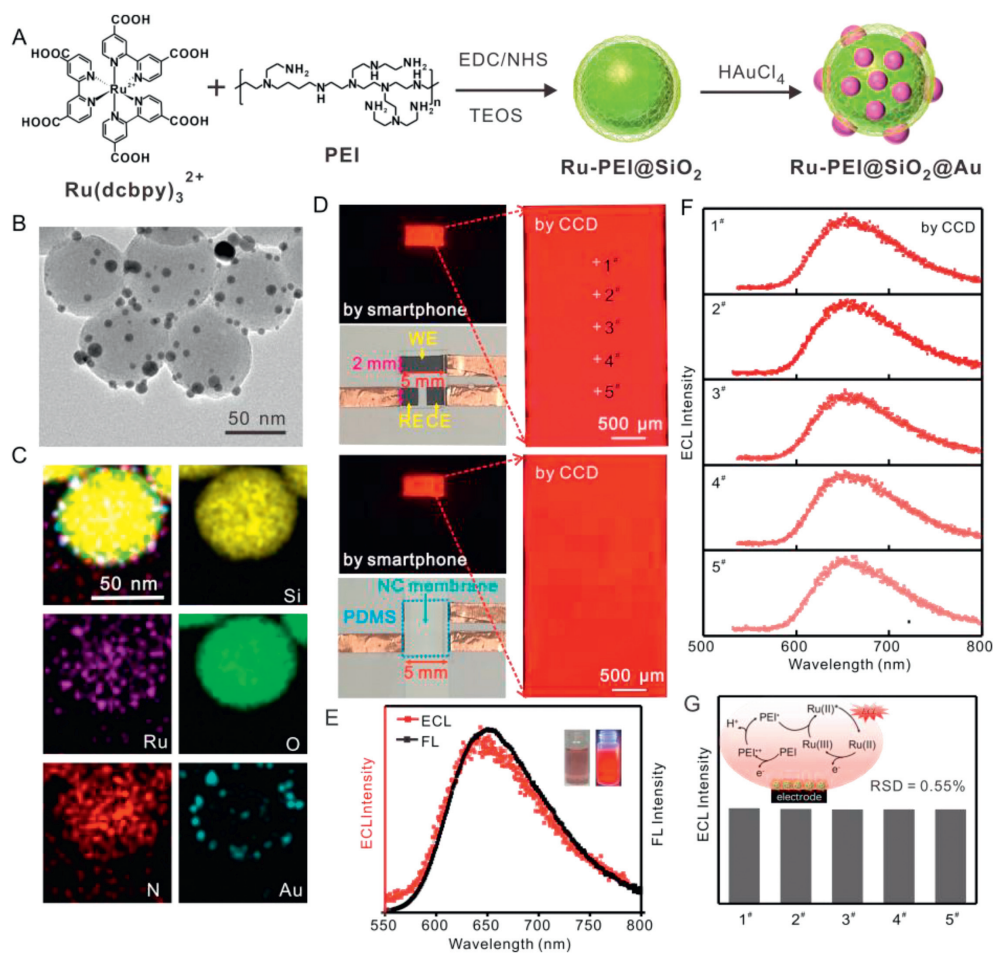 A
COOH COOH
HOOC COOH
N N N Ru2+ N N N
HOOC COOH
COOH COOH
Ru(dcbpy)₃²⁺
+
NH₂ H N NH₂
N N H N N H N
NH₂ N NH₂
NH₂ n
PEI
EDC/NHS
TEOS
Ru-PEI@SiO₂
HAuCl₄
Ru-PEI@SiO₂@Au
B
50 nm
C
50 nm
Si
Ru
O
N
Au
D
by smartphone
by CCD
1#
2#
3#
4#
5#
500 µm
WE
2 mm
5 mm
RE CE
by smartphone
by CCD
500 µm
NC membrane
PDMS
5 mm
E
ECL
FL
ECL Intensity
FL Intensity
550 600 650 700 750 800
Wavelength (nm)
F
by CCD
1#
2#
3#
4#
5#
ECL Intensity
500 600 700 800
Wavelength (nm)
G
H⁺ PEI• Ru(II)*
PEI•⁺ PEI Ru(III) Ru(II)
e⁻ e⁻
electrode
RSD = 0.55%
ECL Intensity
1# 2# 3# 4# 5#